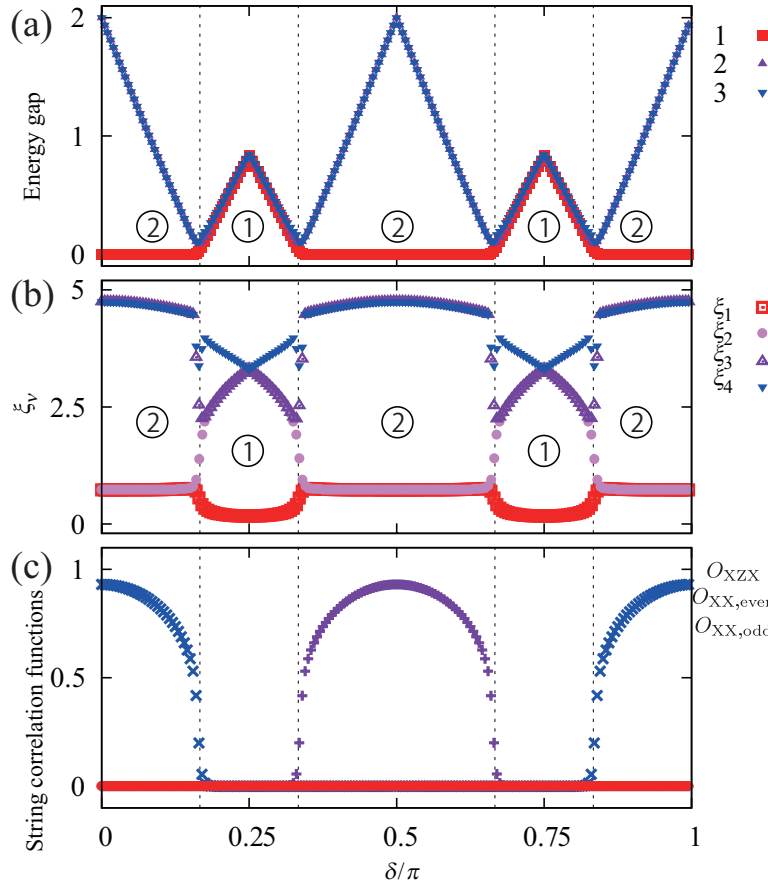 (a)
Energy gap
2
1
0
② ① ② ① ②
1
2
3
(b)
ξν
5
2.5
0
② ① ② ① ②
ξ1
ξ2
ξ3
ξ4
(c)
String correlation functions
1
0.5
0
OXZX
OXX,even
OXX,odd
0 0.25 0.5 0.75 1
δ/π